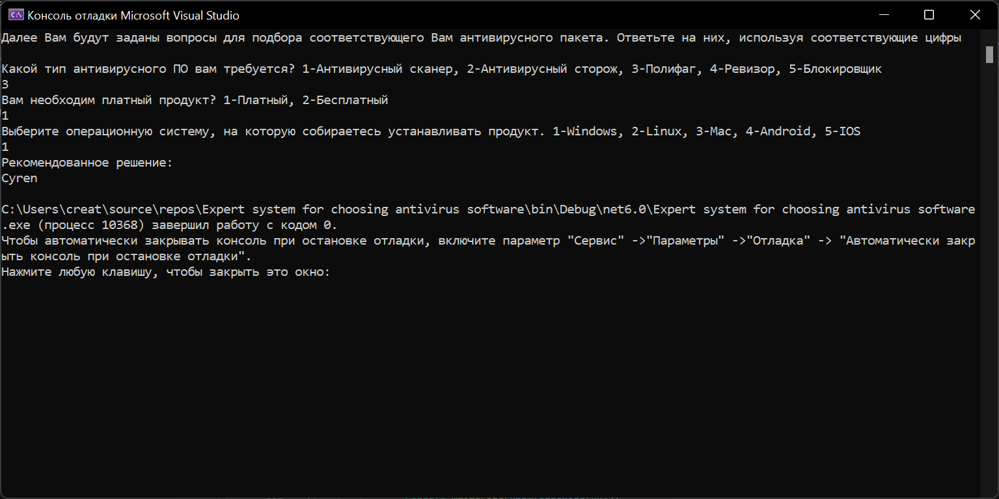 Консоль отладки Microsoft Visual Studio
Далее Вам будут заданы вопросы для подбора соответствующего Вам антивирусного пакета. Ответьте на них, используя соответствующие цифры
Какой тип антивирусного ПО вам требуется? 1-Антивирусный сканер, 2-Антивирусный сторож, 3-Полифаг, 4-Ревизор, 5-Блокировщик
3
Вам необходим платный продукт? 1-Платный, 2-Бесплатный
1
Выберите операционную систему, на которую собираетесь устанавливать продукт. 1-Windows, 2-Linux, 3-Mac, 4-Android, 5-IOS
1
Рекомендованное решение:
Cyren
C:\Users\creat\source\repos\Expert system for choosing antivirus software\bin\Debug\net6.0\Expert system for choosing antivirus software
.exe (процесс 10368) завершил работу с кодом 0.
Чтобы автоматически закрывать консоль при остановке отладки, включите параметр "Сервис" ->"Параметры" ->"Отладка" -> "Автоматически закр
ыть консоль при остановке отладки".
Нажмите любую клавишу, чтобы закрыть это окно: